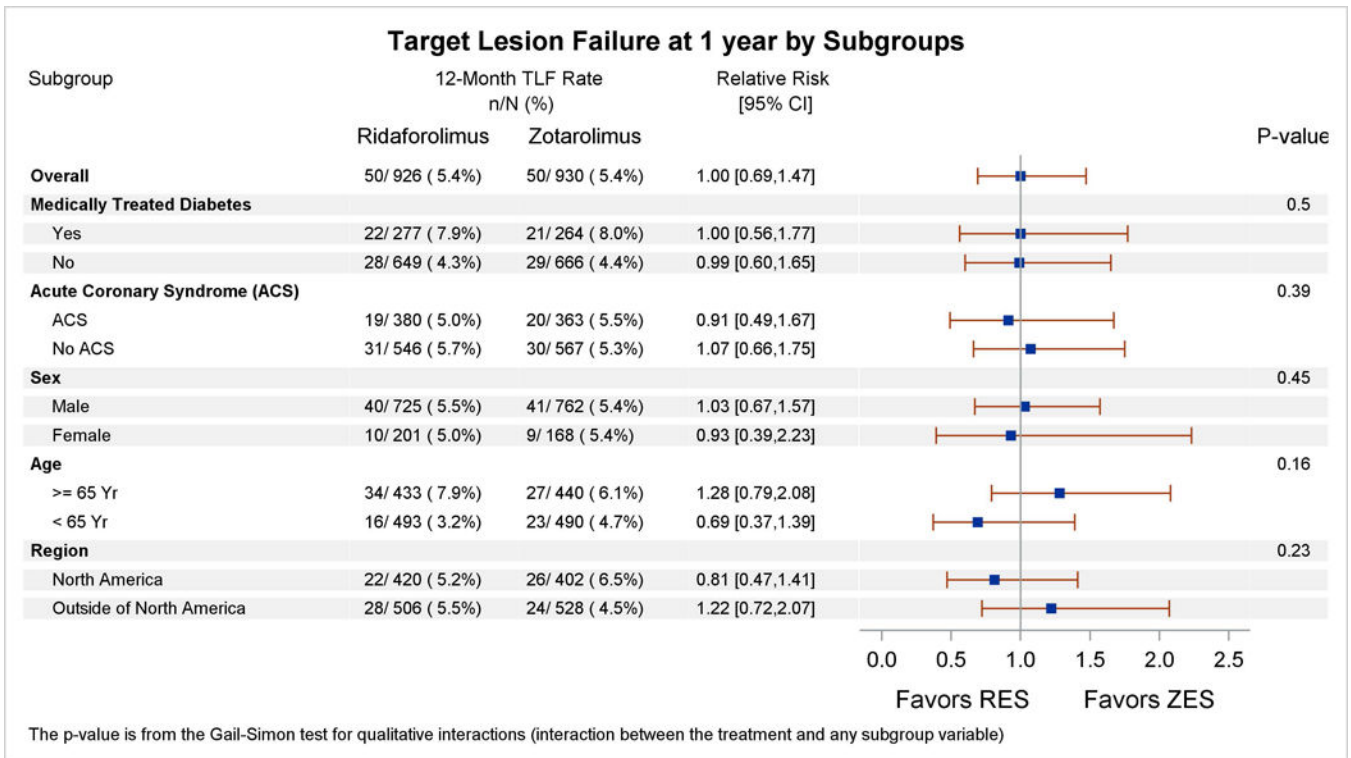 Target Lesion Failure at 1 year by Subgroups
Subgroup 12-Month TLF Rate Relative Risk
n/N (%) [95% CI]
Ridaforolimus Zotarolimus P-value
Overall 50/ 926 ( 5.4%) 50/ 930 ( 5.4%) 1.00 [0.69,1.47]
Medically Treated Diabetes 0.5
Yes 22/ 277 ( 7.9%) 21/ 264 ( 8.0%) 1.00 [0.56,1.77]
No 28/ 649 ( 4.3%) 29/ 666 ( 4.4%) 0.99 [0.60,1.65]
Acute Coronary Syndrome (ACS) 0.39
ACS 19/ 380 ( 5.0%) 20/ 363 ( 5.5%) 0.91 [0.49,1.67]
No ACS 31/ 546 ( 5.7%) 30/ 567 ( 5.3%) 1.07 [0.66,1.75]
Sex 0.45
Male 40/ 725 ( 5.5%) 41/ 762 ( 5.4%) 1.03 [0.67,1.57]
Female 10/ 201 ( 5.0%) 9/ 168 ( 5.4%) 0.93 [0.39,2.23]
Age 0.16
>= 65 Yr 34/ 433 ( 7.9%) 27/ 440 ( 6.1%) 1.28 [0.79,2.08]
< 65 Yr 16/ 493 ( 3.2%) 23/ 490 ( 4.7%) 0.69 [0.37,1.39]
Region 0.23
North America 22/ 420 ( 5.2%) 26/ 402 ( 6.5%) 0.81 [0.47,1.41]
Outside of North America 28/ 506 ( 5.5%) 24/ 528 ( 4.5%) 1.22 [0.72,2.07]
0.0 0.5 1.0 1.5 2.0 2.5
Favors RES Favors ZES
The p-value is from the Gail-Simon test for qualitative interactions (interaction between the treatment and any subgroup variable)